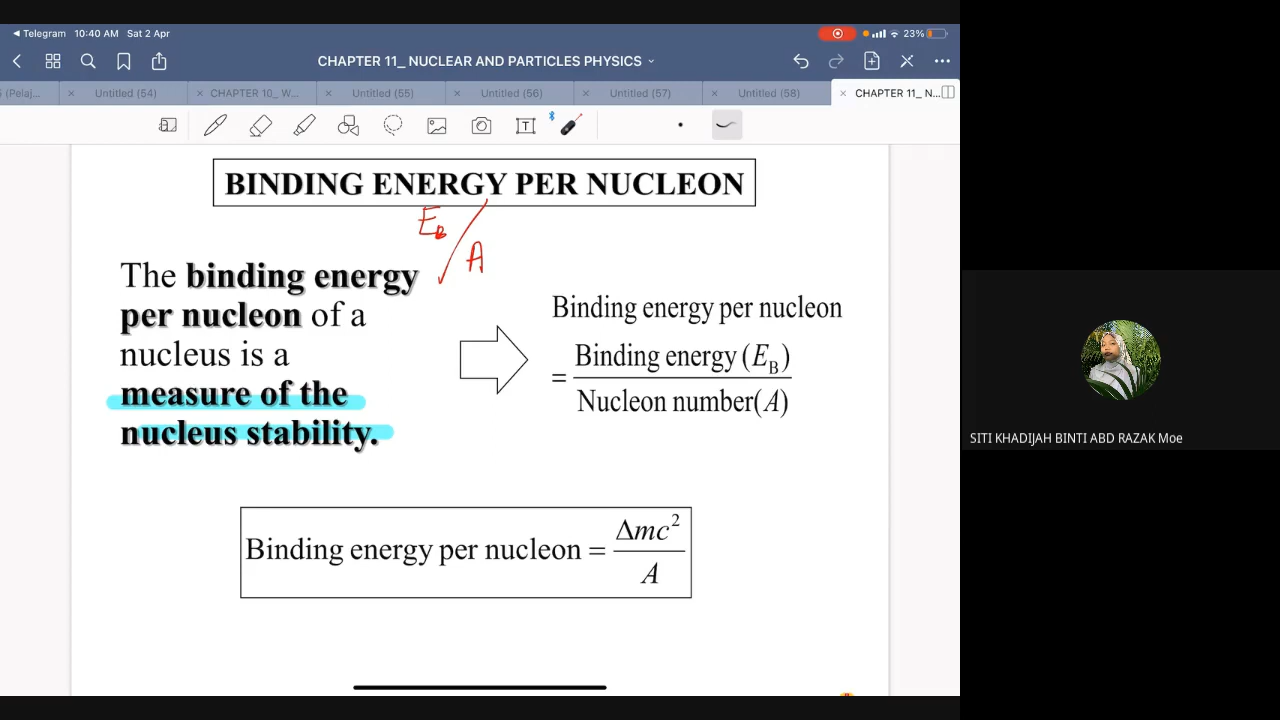 Telegram 10:40 AM Sat 2 Apr 23%
CHAPTER 11_ NUCLEAR AND PARTICLES PHYSICS
(Pelaj... Untitled (54) CHAPTER 10_ W... Untitled (55) Untitled (56) Untitled (57) Untitled (58) CHAPTER 11_ N...
T
BINDING ENERGY PER NUCLEON
E_B / A
The binding energy
per nucleon of a
nucleus is a
measure of the
nucleus stability.
Binding energy per nucleon
= Binding energy (E_B)
Nucleon number(A)
Binding energy per nucleon = Δmc²
A
SITI KHADIJAH BINTI ABD RAZAK Moe